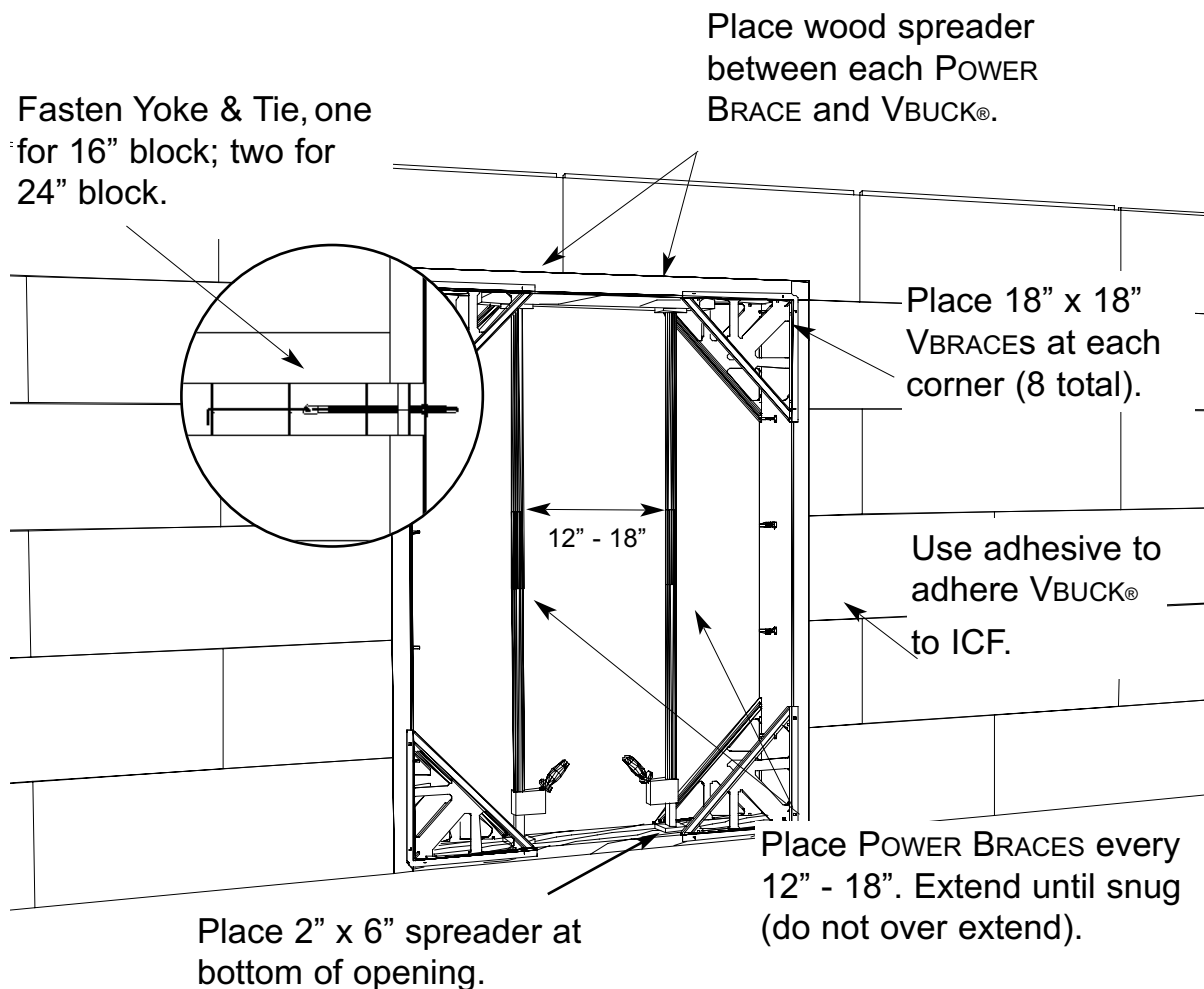 Place wood spreader
between each POWER
BRACE and VBUCK®.
Fasten Yoke & Tie, one
for 16” block; two for
24” block.
Place 18” x 18”
VBRACEs at each
corner (8 total).
12” - 18”
Use adhesive to
adhere VBUCK®
to ICF.
Place POWER BRACES every
12” - 18”. Extend until snug
(do not over extend).
Place 2” x 6” spreader at
bottom of opening.